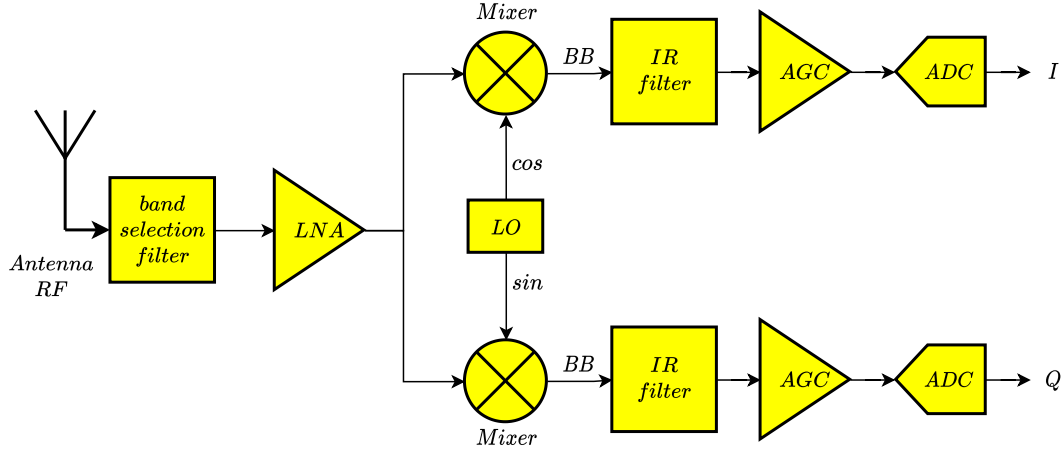 Mixer
BB
IR
filter
AGC
ADC
I
cos
band
selection
filter
LNA
LO
Antenna
RF
sin
BB
IR
filter
AGC
ADC
Q
Mixer